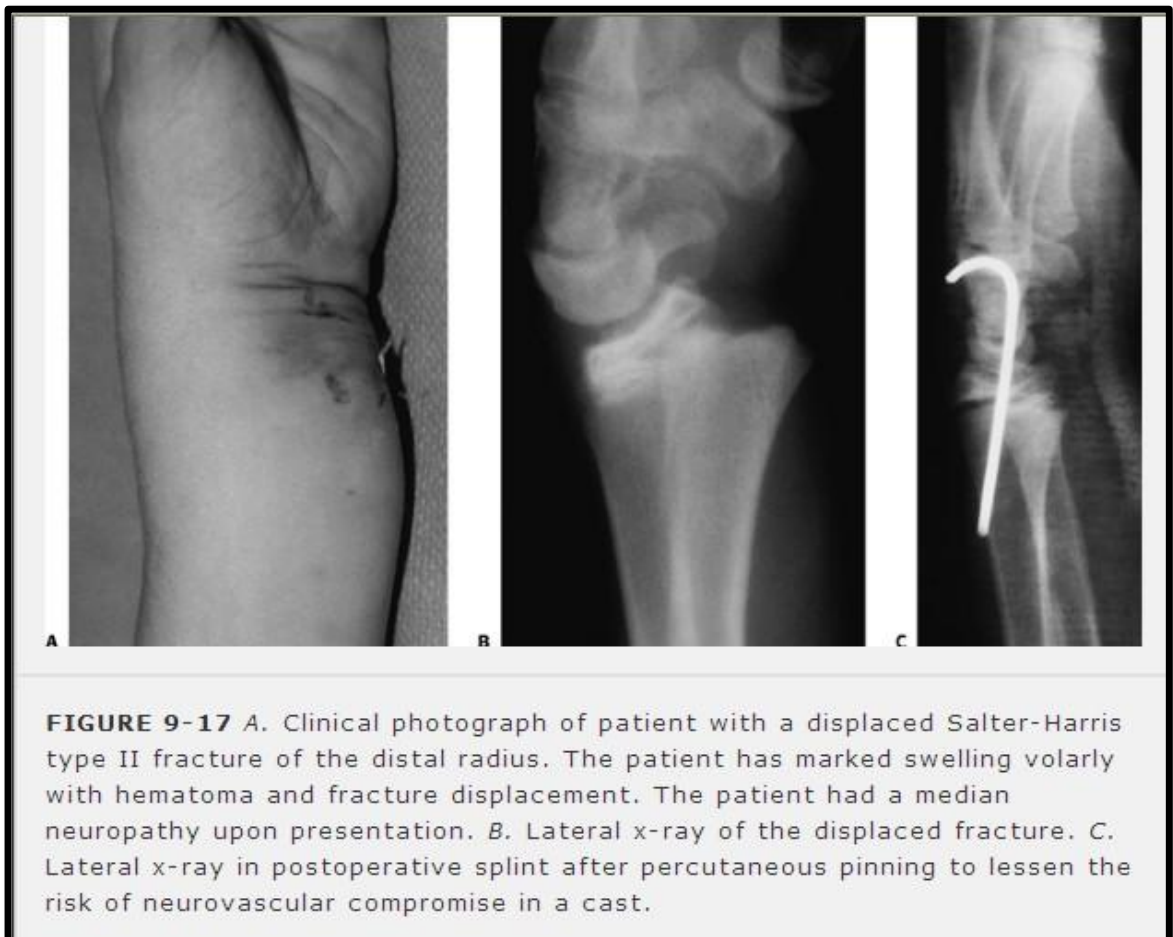 A
B
C
FIGURE 9-17 A. Clinical photograph of patient with a displaced Salter-Harris
type II fracture of the distal radius. The patient has marked swelling volarly
with hematoma and fracture displacement. The patient had a median
neuropathy upon presentation. B. Lateral x-ray of the displaced fracture. C.
Lateral x-ray in postoperative splint after percutaneous pinning to lessen the
risk of neurovascular compromise in a cast.